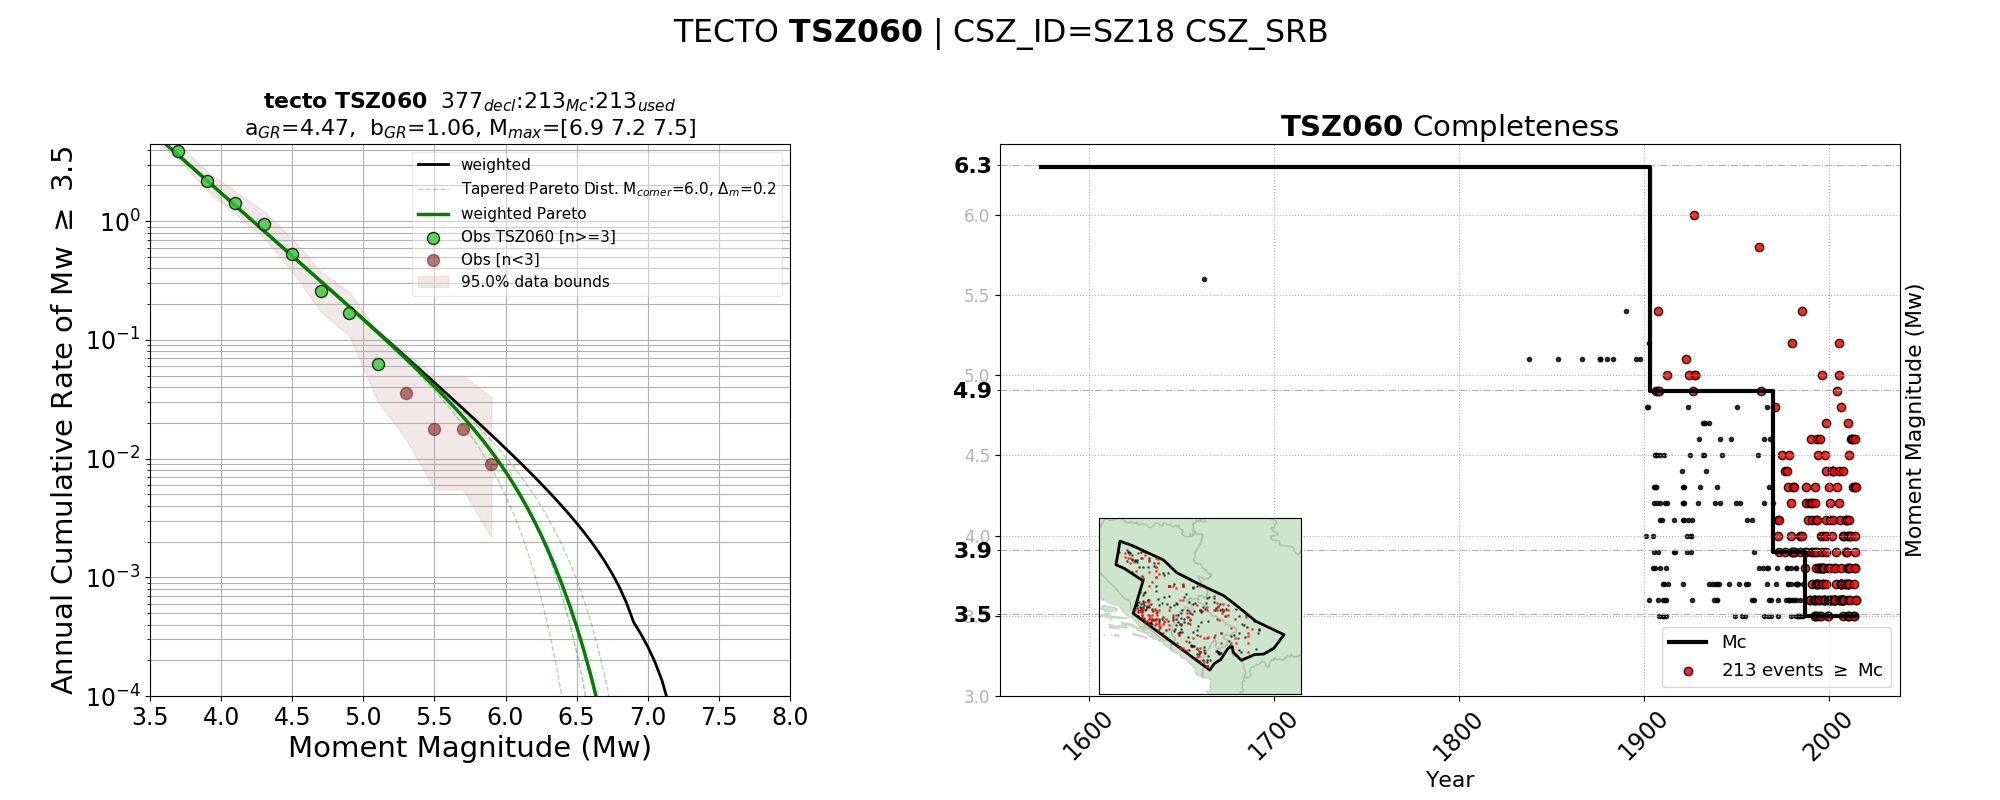 TECTO TSZ060 | CSZ_ID=SZ18 CSZ_SRB
tecto TSZ060 377decl:213Mc:213used
aGR=4.47, bGR=1.06, Mmax=[6.9 7.2 7.5]
Annual Cumulative Rate of Mw ≥ 3.5
10^0
10^−1
10^−2
10^−3
10^−4
weighted
Tapered Pareto Dist. Mcorner=6.0, Δm=0.2
weighted Pareto
Obs TSZ060 [n>=3]
Obs [n<3]
95.0% data bounds
3.5 4.0 4.5 5.0 5.5 6.0 6.5 7.0 7.5 8.0
Moment Magnitude (Mw)
TSZ060 Completeness
6.3
6.0
5.5
5.0
4.9
4.5
4.0
3.9
3.5
3.0
Moment Magnitude (Mw)
Mc
213 events ≥ Mc
1600 1700 1800 1900 2000
Year